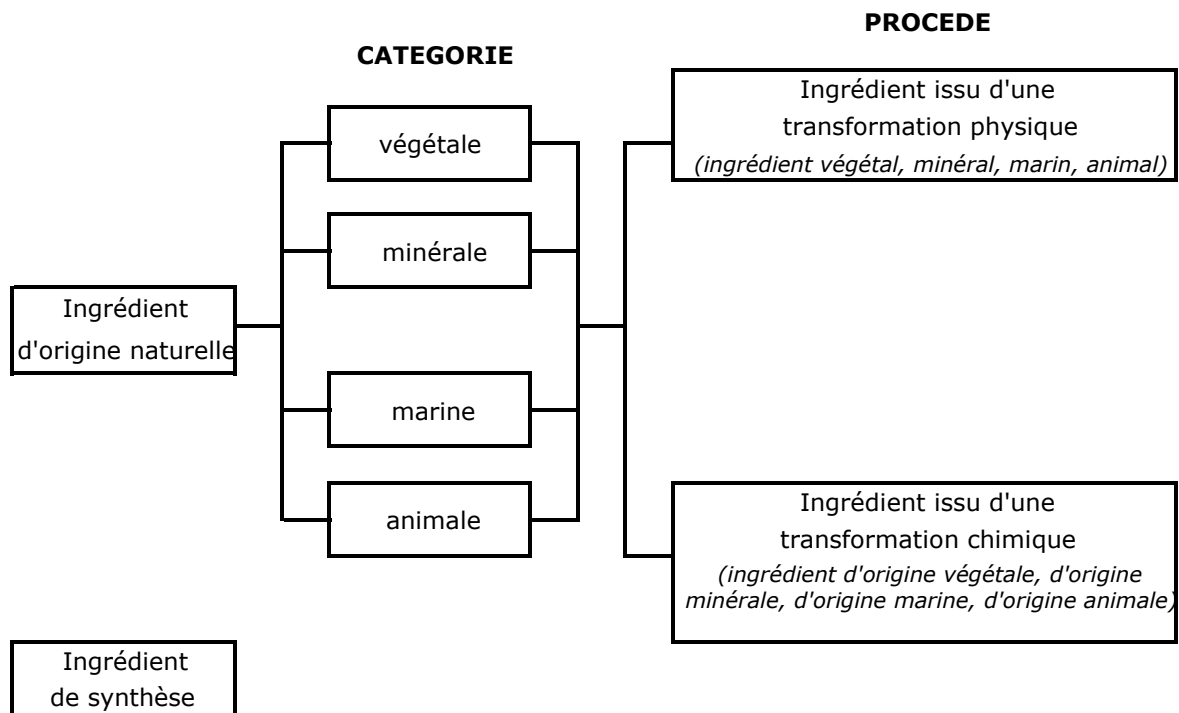 PROCEDE
CATEGORIE
Ingrédient issu d'une
transformation physique
(ingrédient végétal, minéral, marin, animal)
végétale
minérale
Ingrédient
d'origine naturelle
marine
animale
Ingrédient issu d'une
transformation chimique
(ingrédient d'origine végétale, d'origine
minérale, d'origine marine, d'origine animale)
Ingrédient
de synthèse